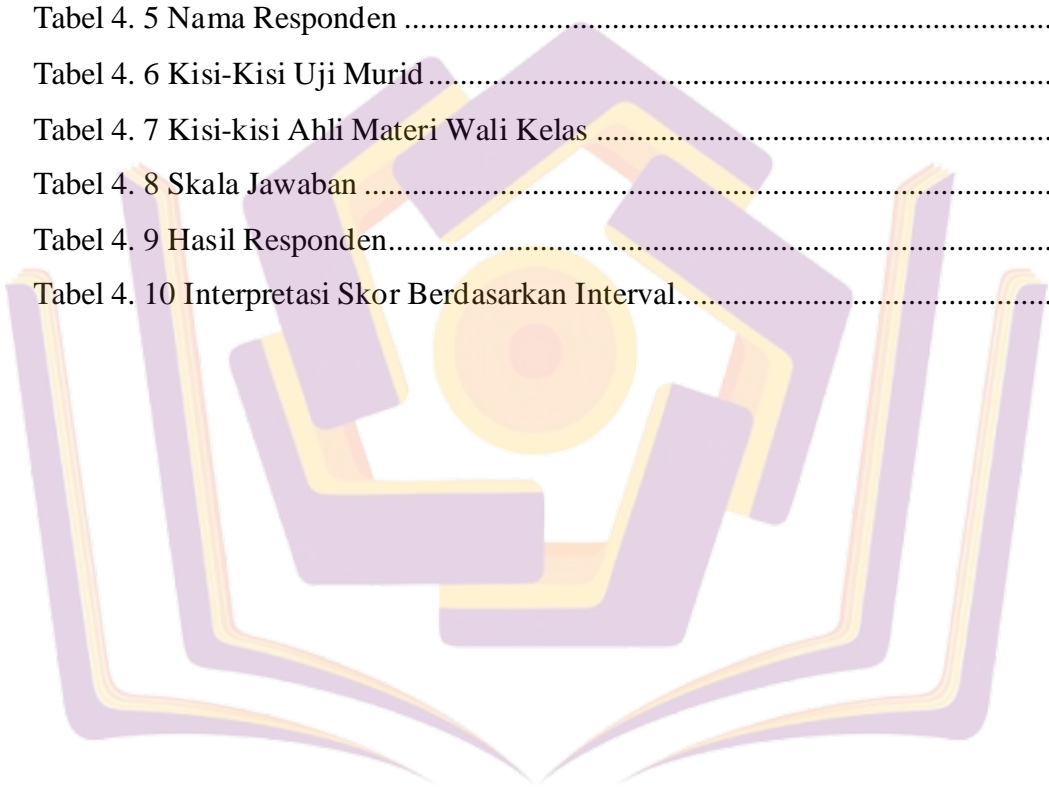 Tabel 4. 5 Nama Responden ................................................................................
Tabel 4. 6 Kisi-Kisi Uji Murid .............................................................................
Tabel 4. 7 Kisi-kisi Ahli Materi Wali Kelas .........................................................
Tabel 4. 8 Skala Jawaban .....................................................................................
Tabel 4. 9 Hasil Responden..................................................................................
Tabel 4. 10 Interpretasi Skor Berdasarkan Interval..............................................